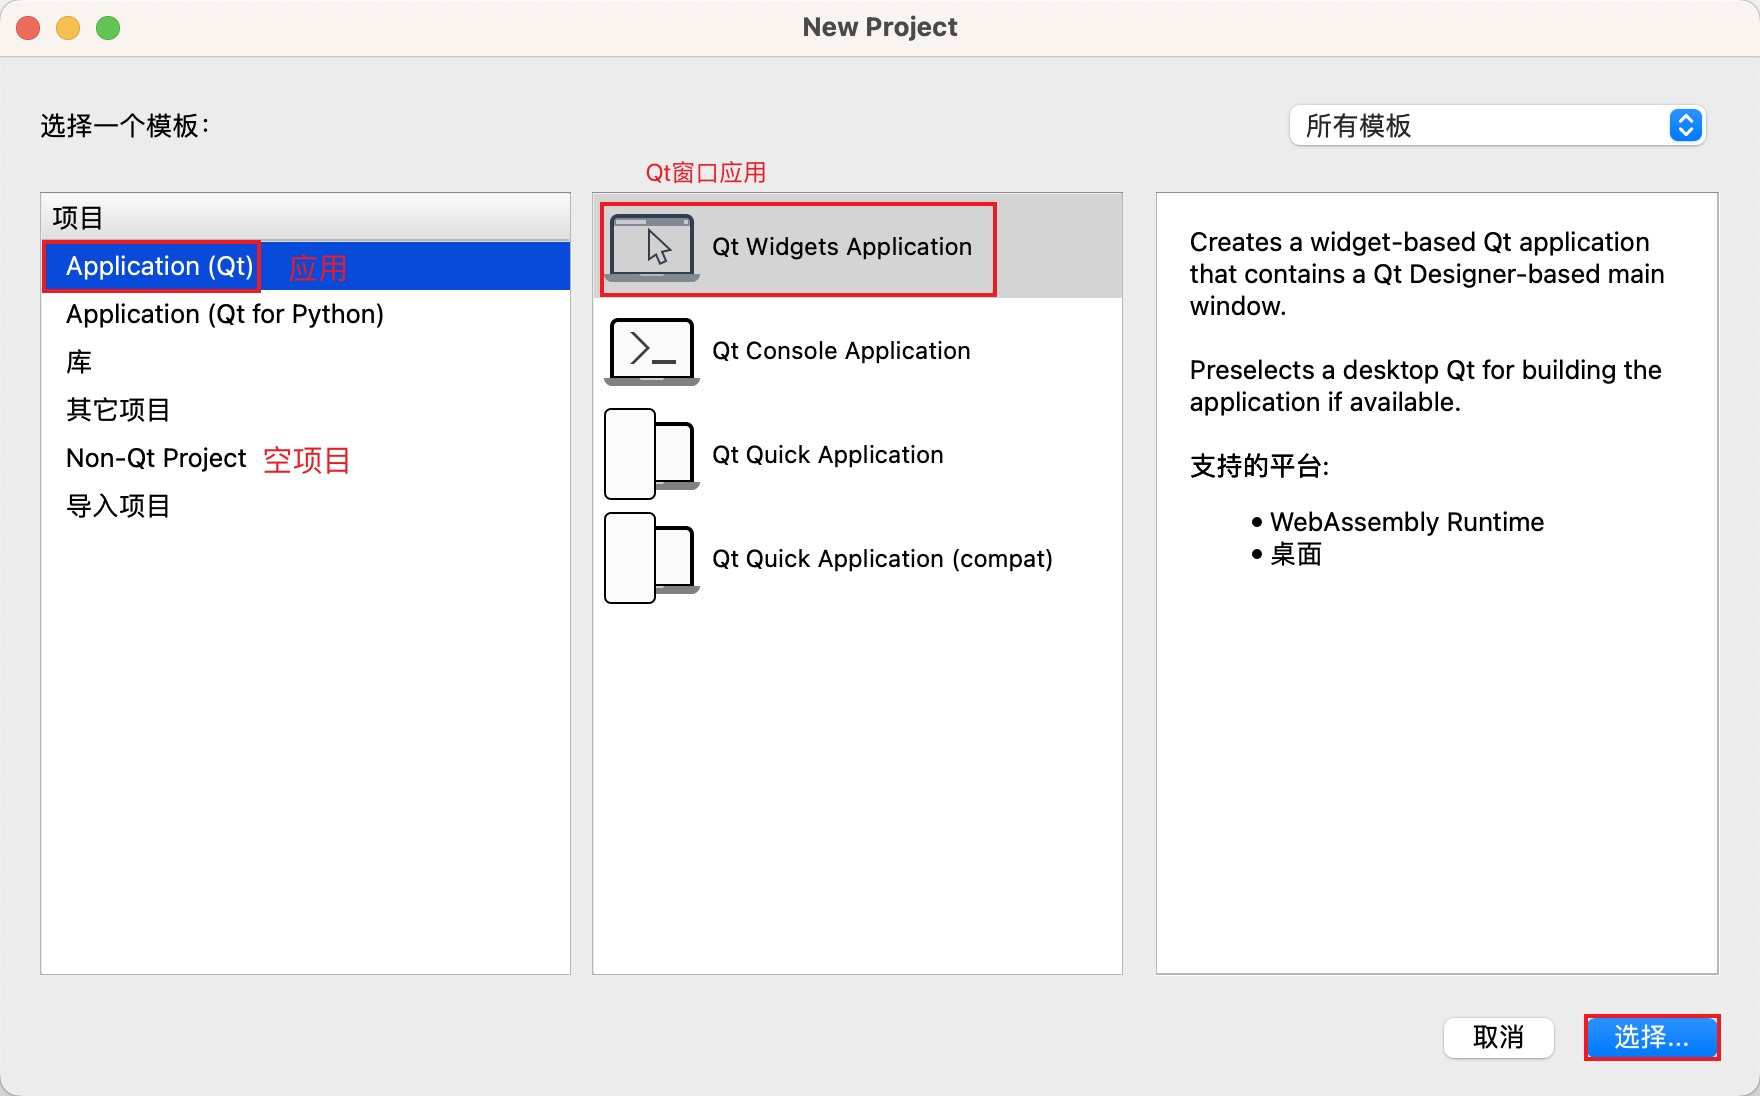 New Project
选择一个模板：
所有模板
项目
Application (Qt) 应用
Application (Qt for Python)
库
其它项目
Non-Qt Project 空项目
导入项目
Qt窗口应用
Qt Widgets Application
Qt Console Application
Qt Quick Application
Qt Quick Application (compat)
Creates a widget-based Qt application
that contains a Qt Designer-based main
window.
Preselects a desktop Qt for building the
application if available.
支持的平台:
• WebAssembly Runtime
• 桌面
取消
选择...